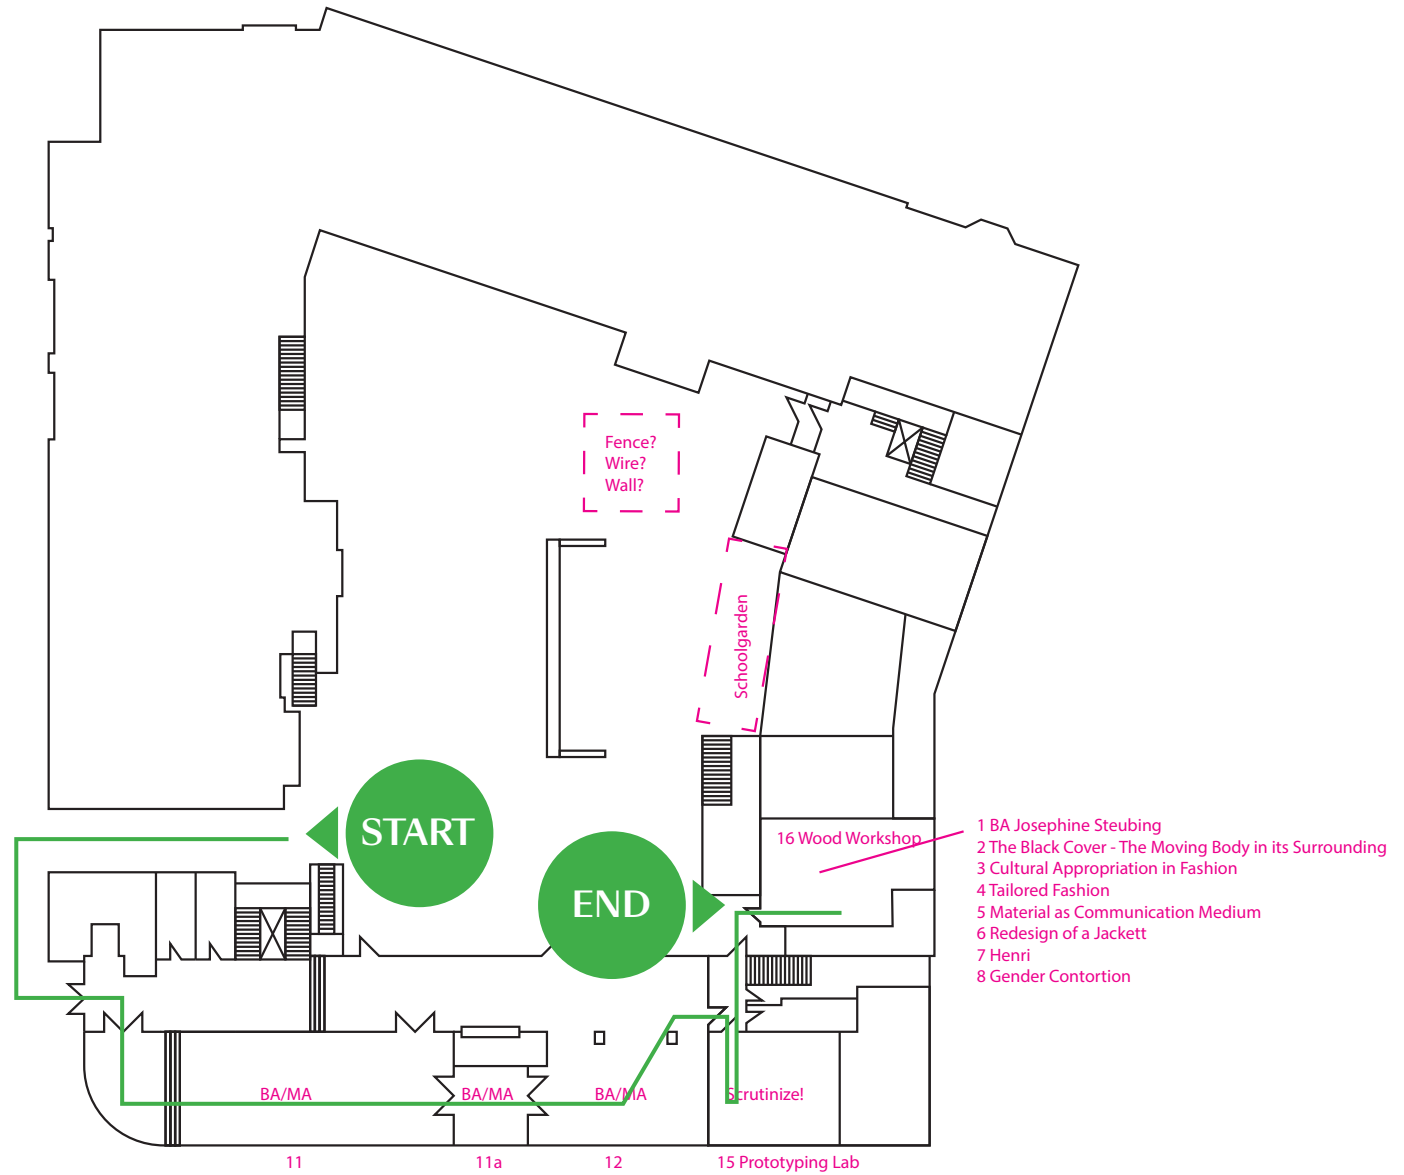 Fence?
Wire?
Wall?
Schoolgarden
START
END
16 Wood Workshop
1 BA Josephine Steubing
2 The Black Cover - The Moving Body in its Surrounding
3 Cultural Appropriation in Fashion
4 Tailored Fashion
5 Material as Communication Medium
6 Redesign of a Jackett
7 Henri
8 Gender Contortion
BA/MA
BA/MA
BA/MA
Scrutinize!
11
11a
12
15 Prototyping Lab